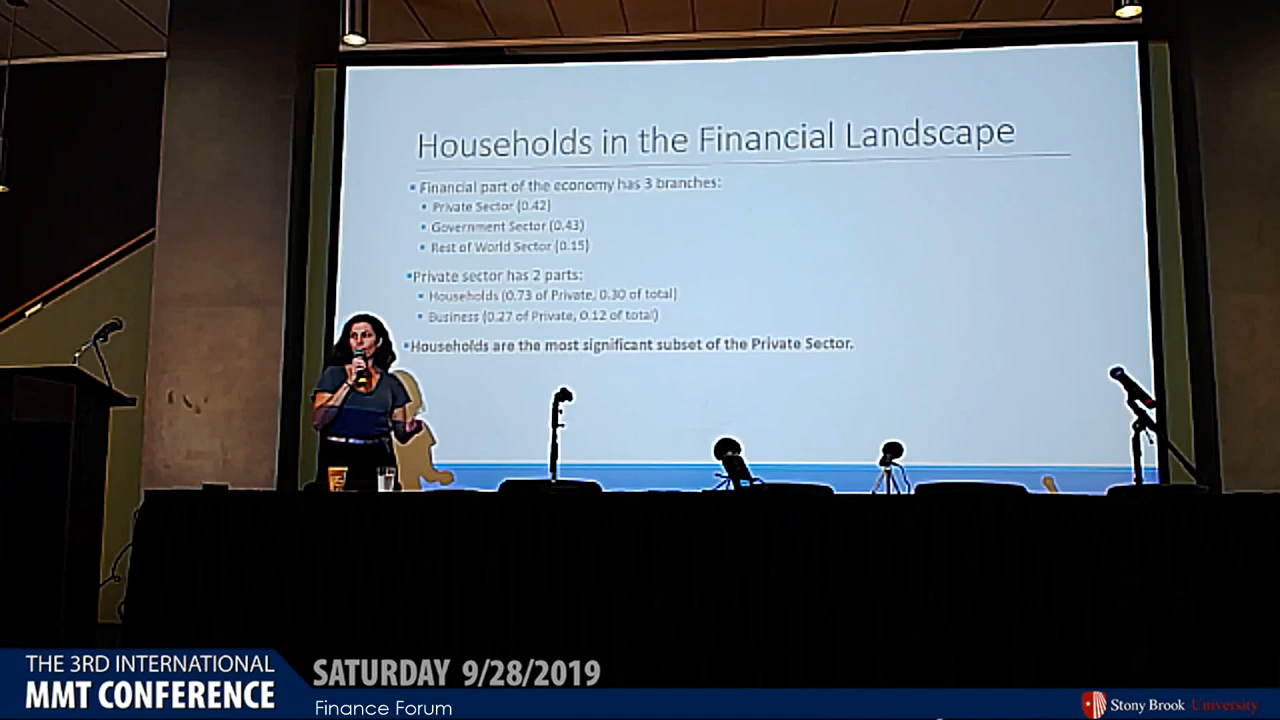 Households in the Financial Landscape
Financial part of the economy has 3 branches:
Private Sector (0.42)
Government Sector (0.43)
Rest of World Sector (0.15)
Private sector has 2 parts:
Households (0.73 of Private, 0.30 of total)
Business (0.27 of Private, 0.12 of total)
Households are the most significant subset of the Private Sector.
THE 3RD INTERNATIONAL
MMT CONFERENCE
SATURDAY 9/28/2019
Finance Forum
Stony Brook University